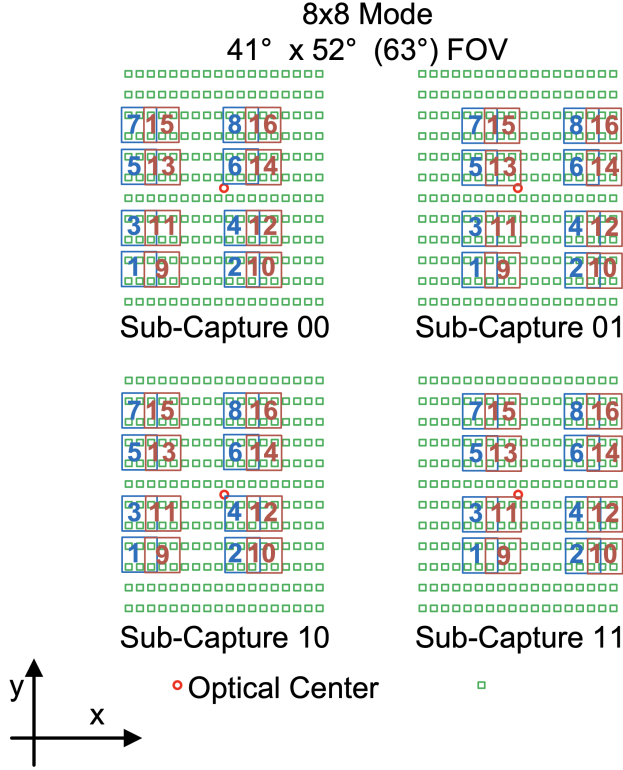 8x8 Mode
41° x 52° (63°) FOV
7 15 8 16 7 15 8 16
5 13 6 14 5 13 6 14
3 11 4 12 3 11 4 12
1 9 2 10 1 9 2 10
Sub-Capture 00 Sub-Capture 01
7 15 8 16 7 15 8 16
5 13 6 14 5 13 6 14
3 11 4 12 3 11 4 12
1 9 2 10 1 9 2 10
Sub-Capture 10 Sub-Capture 11
y
x
Optical Center